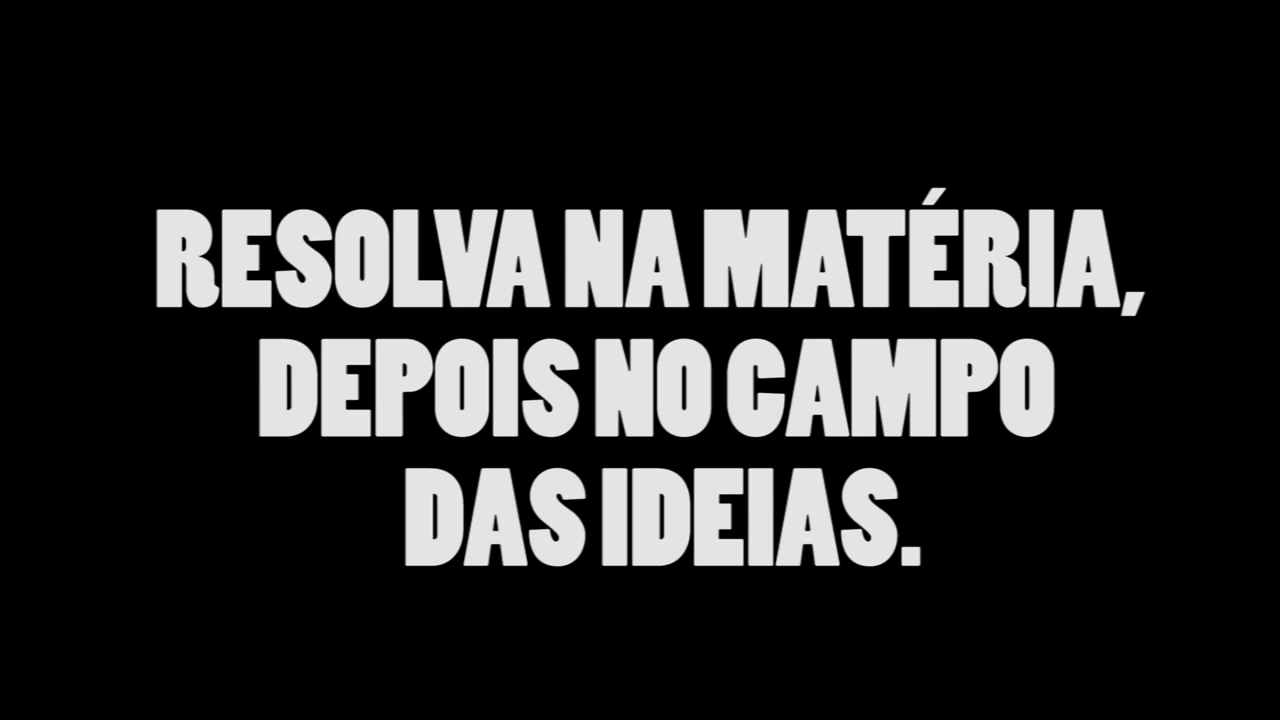 RESOLVA NA MATÉRIA,
DEPOIS NO CAMPO
DAS IDEIAS.